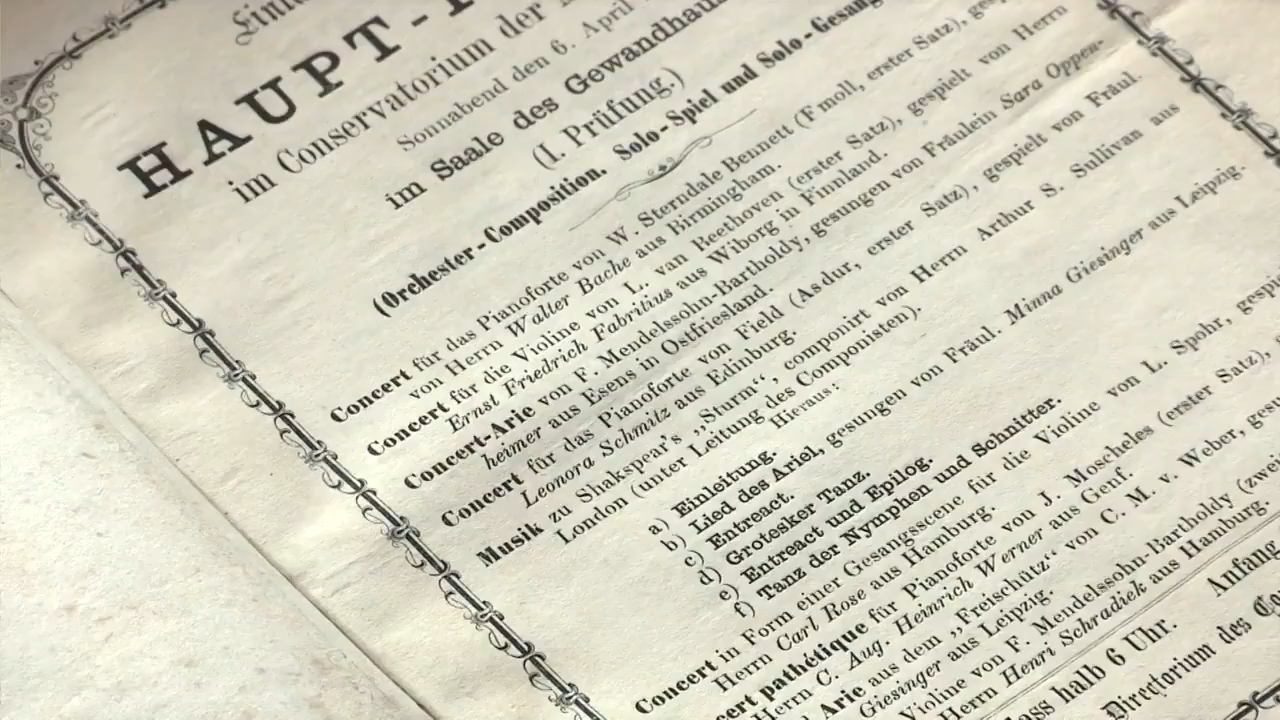 HAUPT-
im Conservatorium der
Sonnabend den 6. April
im Saale des Gewandhau
(I. Prüfung.)
(Orchester-Composition, Solo-Spiel und Solo-Gesang
Concert für das Pianoforte von W. Sterndale Bennett (F moll, erster Satz), gesp
von Herrn Walter Bache aus Birmingham.
Concert für die Violine von L. van Beethoven (erster Satz), gespielt von Herrn
Ernst Friedrich Fabritius aus Wiborg in Finnland.
Concert-Arie von F. Mendelssohn-Bartholdy, gesungen von Fräulein Sara Oppen-
heimer aus Esens in Ostfriesland.
Concert für das Pianoforte von Field (As dur, erster Satz), gespielt von Fräul.
Leonora Schmitz aus Edinburg.
Musik zu Shakspear's „Sturm“, componirt von Herrn Arthur S. Sullivan aus
London (unter Leitung des Componisten).
Hieraus:
a) Einleitung.
b) Lied des Ariel, gesungen von Fräul. Minna Giesinger aus Leipzig.
c) Entreact.
d) Grotesker Tanz.
e) Entreact und Epilog.
f) Tanz der Nymphen und Schnitter.
Concert in Form einer Gesangsscene für die Violine von L. Spohr, gespi
Herrn Carl Rose aus Hamburg.
cert pathétique für Pianoforte von J. Moscheles (erster Satz),
Herrn C. Aug. Heinrich Werner aus Genf.
Arie aus dem „Freischütz“ von C. M. v. Weber, gesu
Giesinger aus Leipzig.
Violine von F. Mendelssohn-Bartholdy (zwei
Herrn Henri Schradiek aus Hamburg.
lass halb 6 Uhr. Anfang
Directorium des Co